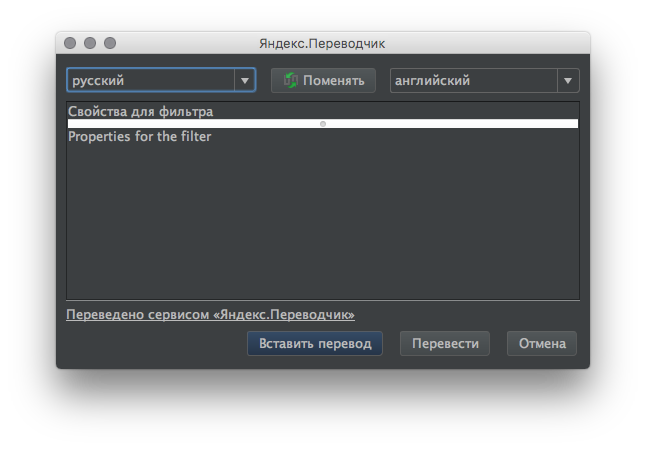 Яндекс.Переводчик
русский Поменять английский
Свойства для фильтра
Properties for the filter
Переведено сервисом «Яндекс.Переводчик»
Вставить перевод Перевести Отмена